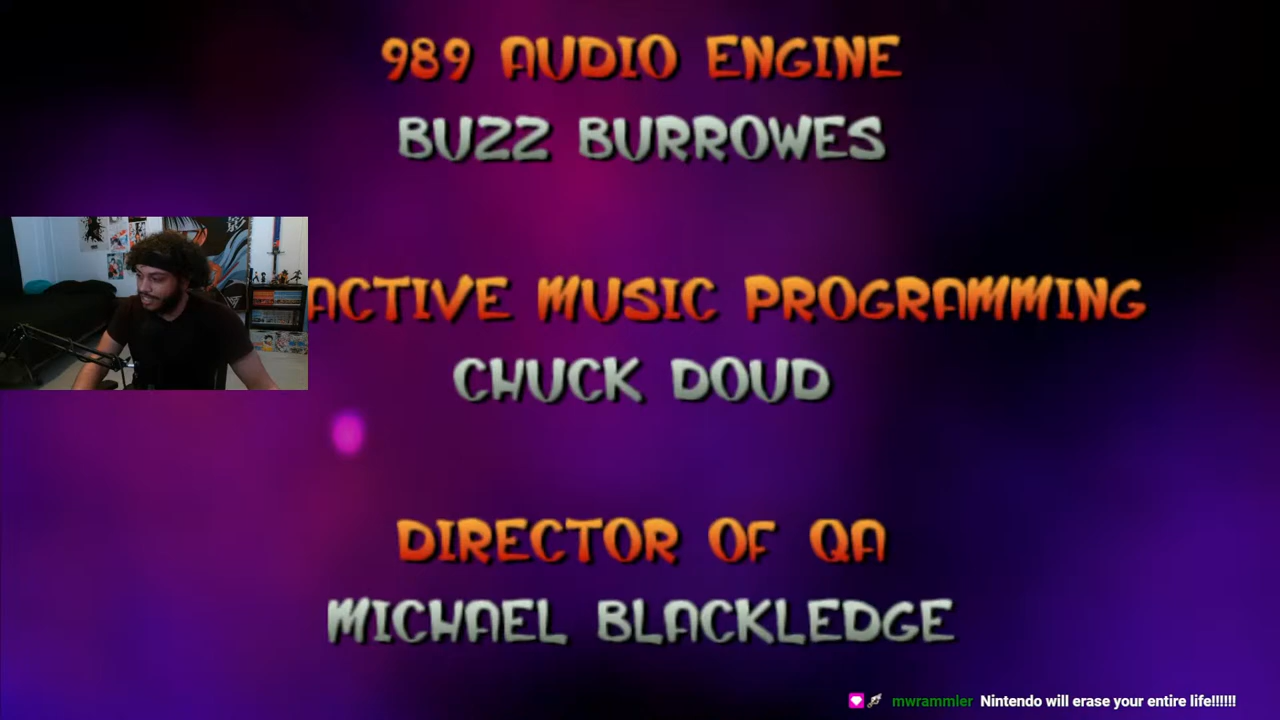 989 AUDIO ENGINE
BUZZ BURROWES
ACTIVE MUSIC PROGRAMMING
CHUCK DOUD
DIRECTOR OF QA
MICHAEL BLACKLEDGE
mwrammler Nintendo will erase your entire life!!!!!!